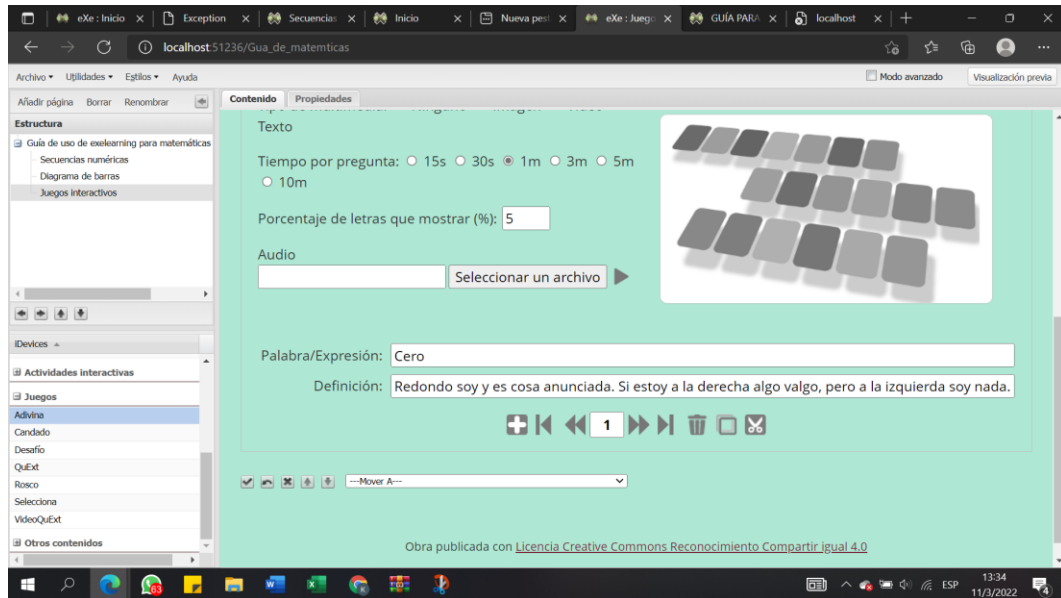 eXe : Inicio
Exception
Secuencias
Inicio
Nueva pest
eXe : Juego
GUÍA PARA
localhost
localhost:51236/Gua_de_matemticas
Archivo Utilidades Estilos Ayuda
Modo avanzado
Visualización previa
Añadir página Borrar Renombrar
Contenido Propiedades
Estructura
Guía de uso de exelearning para matemáticas
Secuencias numéricas
Diagrama de barras
Juegos interactivos
iDevices
Actividades interactivas
Juegos
Adivina
Candado
Desafío
QuExt
Rosco
Selecciona
VideoQuExt
Otros contenidos
Texto
Tiempo por pregunta: 15s 30s 1m 3m 5m
10m
Porcentaje de letras que mostrar (%): 5
Audio
Seleccionar un archivo
Palabra/Expresión: Cero
Definición: Redondo soy y es cosa anunciada. Si estoy a la derecha algo valgo, pero a la izquierda soy nada.
1
---Mover A---
Obra publicada con Licencia Creative Commons Reconocimiento Compartir igual 4.0
63
ESP
13:34
11/3/2022
4